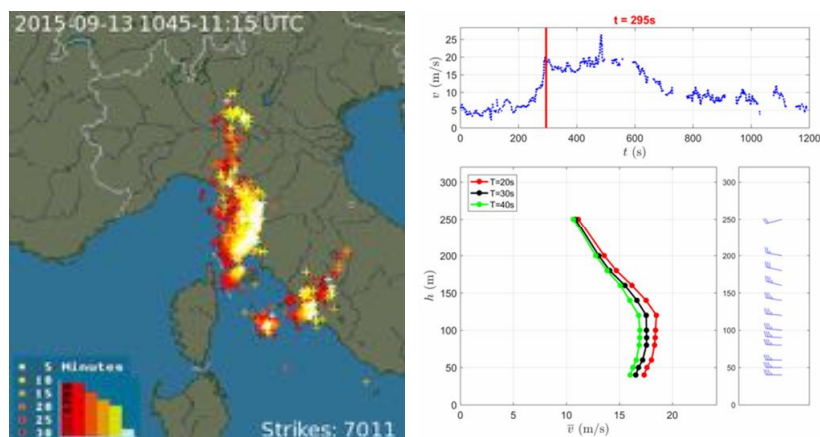 2015-09-13 1045-11:15 UTC
5 Minutes
10
15
20
25
30
Strikes: 7011
t = 295s
25
20
15
10
5
0
v (m/s)
0 200 400 600 800 1000 1200
t (s)
T=20s
T=30s
T=40s
300
250
200
150
100
50
0
h (m)
0 5 10 15 20
v̅ (m/s)
300
250
200
150
100
50
0